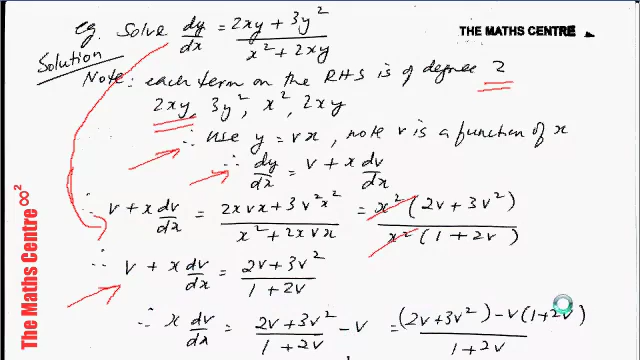 eg. Solve dy/dx = (2xy + 3y²)/(x² + 2xy)
THE MATHS CENTRE
Solution
Note: each term on the RHS is of degree 2
2xy, 3y², x², 2xy
∴ Use y = vx, note v is a function of x
∴ dy/dx = v + x dv/dx
∴ v + x dv/dx = (2xvx + 3v²x²)/(x² + 2xvx) = x²(2v + 3v²)/x²(1 + 2v)
∴ v + x dv/dx = (2v + 3v²)/(1 + 2v)
∴ x dv/dx = (2v + 3v²)/(1 + 2v) - v = ((2v + 3v²) - v(1 + 2v))/(1 + 2v)
The Maths Centre ∞²